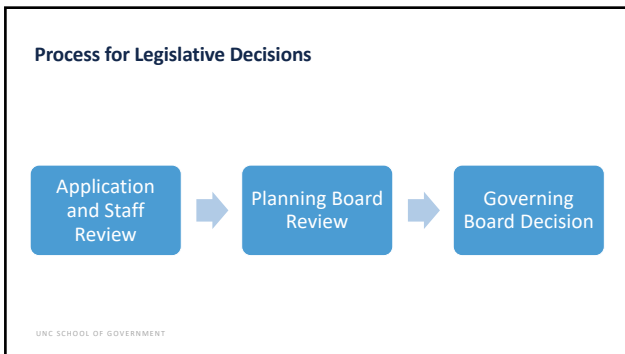 Process for Legislative Decisions
Application
and Staff
Review
Planning Board
Review
Governing
Board Decision
UNC SCHOOL OF GOVERNMENT